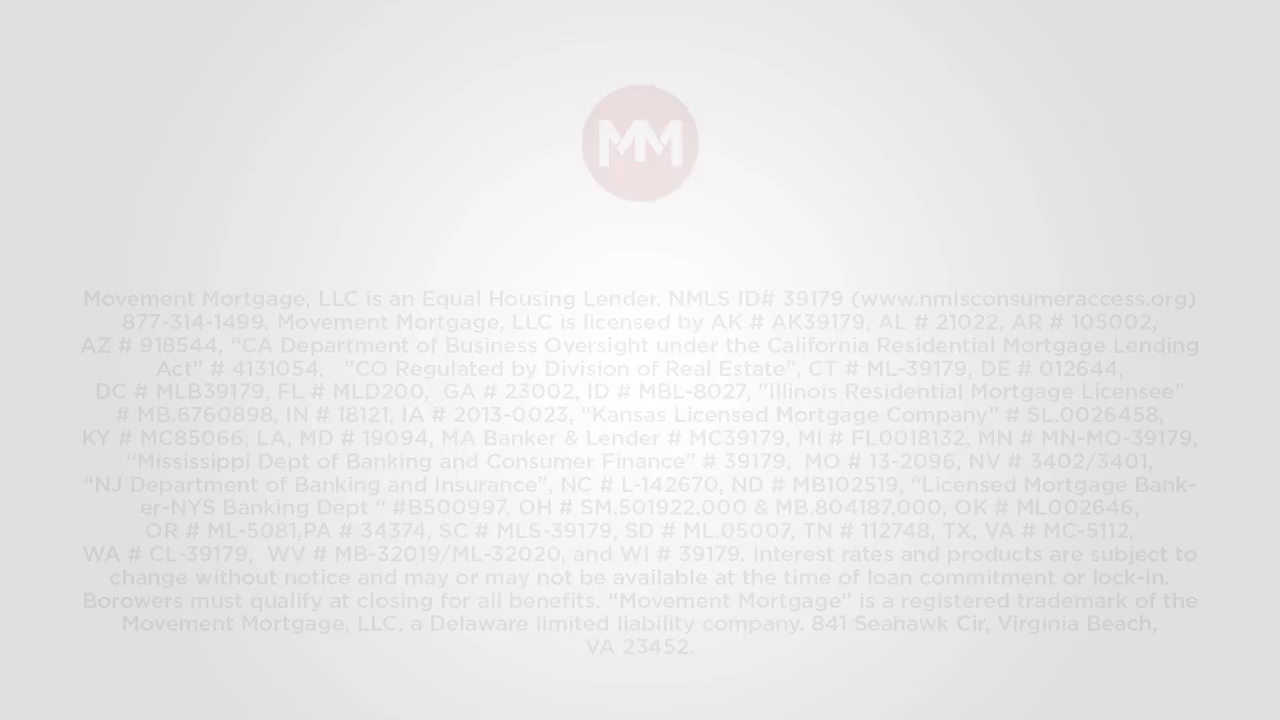 MM
Movement Mortgage, LLC is an Equal Housing Lender. NMLS ID# 39179 (www.nmlsconsumeraccess.org)
877-314-1499. Movement Mortgage, LLC is licensed by AK # AK39179, AL # 21022, AR # 105002,
AZ # 918544, “CA Department of Business Oversight under the California Residential Mortgage Lending
Act” # 4131054, "CO Regulated by Division of Real Estate", CT # ML-39179, DE # 012644,
DC # MLB39179, FL # MLD200, GA # 23002, ID # MBL-8027, "Illinois Residential Mortgage Licensee"
# MB.6760898, IN # 18121, IA # 2013-0023, “Kansas Licensed Mortgage Company” # SL.0026458,
KY # MC85066, LA, MD # 19094, MA Banker & Lender # MC39179, MI # FL0018132, MN # MN-MO-39179,
“Mississippi Dept of Banking and Consumer Finance" # 39179, MO # 13-2096, NV # 3402/3401,
“NJ Department of Banking and Insurance", NC # L-142670, ND # MB102519, “Licensed Mortgage Bank-
er-NYS Banking Dept “ #B500997, OH # SM.501922.000 & MB.804187.000, OK # ML002646,
OR # ML-5081,PA # 34374, SC # MLS-39179, SD # ML.05007, TN # 112748, TX, VA # MC-5112,
WA # CL-39179, WV # MB-32019/ML-32020, and WI # 39179. Interest rates and products are subject to
change without notice and may or may not be available at the time of loan commitment or lock-in.
Borowers must qualify at closing for all benefits. “Movement Mortgage” is a registered trademark of the
Movement Mortgage, LLC, a Delaware limited liability company. 841 Seahawk Cir, Virginia Beach,
VA 23452.